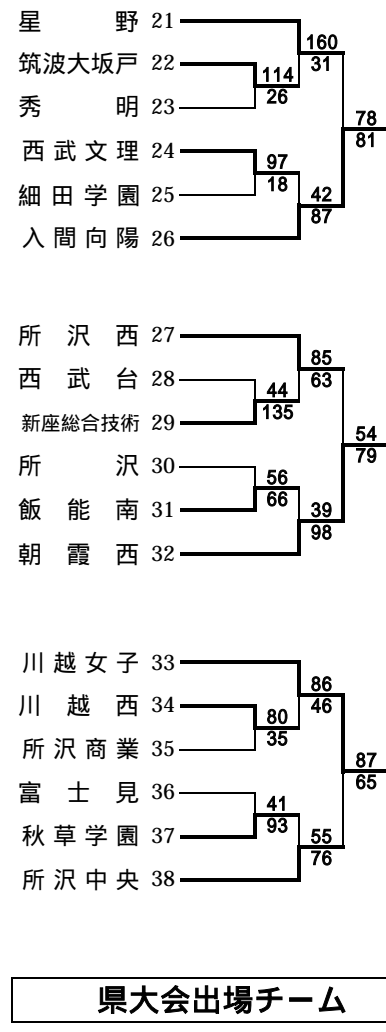 星野 21
160
31
筑波大坂戸 22
114
26
秀明 23
78
81
西武文理 24
97
18
細田学園 25
42
87
入間向陽 26
所沢西 27
85
63
西武台 28
44
135
新座総合技術 29
54
79
所沢 30
56
66
飯能南 31
39
98
朝霞西 32
川越女子 33
86
46
川越西 34
80
35
所沢商業 35
87
65
富士見 36
41
93
秋草学園 37
55
76
所沢中央 38
県大会出場チーム